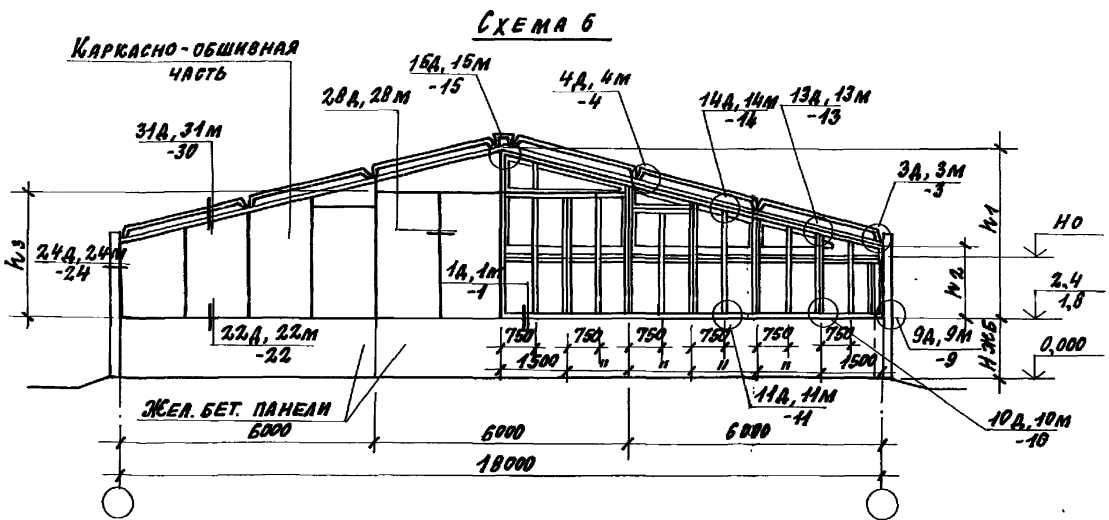 Схема 6
Каркасно-обшивная
часть
15д, 15м
-15
4д, 4м
-4
28д, 28м
14д, 14м
-14
13д, 13м
-13
31д, 31м
-30
3д, 3м
-3
h1
h3
Н0
24д, 24м
-24
1д, 1м
-1
h2
2,4
1,8
22д, 22м
-22
750
750
750
750
750
750
9д, 9м
-9
НЖБ
0,000
1500
"
"
"
"
1500
11д, 11м
-11
Жел. бет. панели
10д, 10м
-10
6000
6000
6000
18000